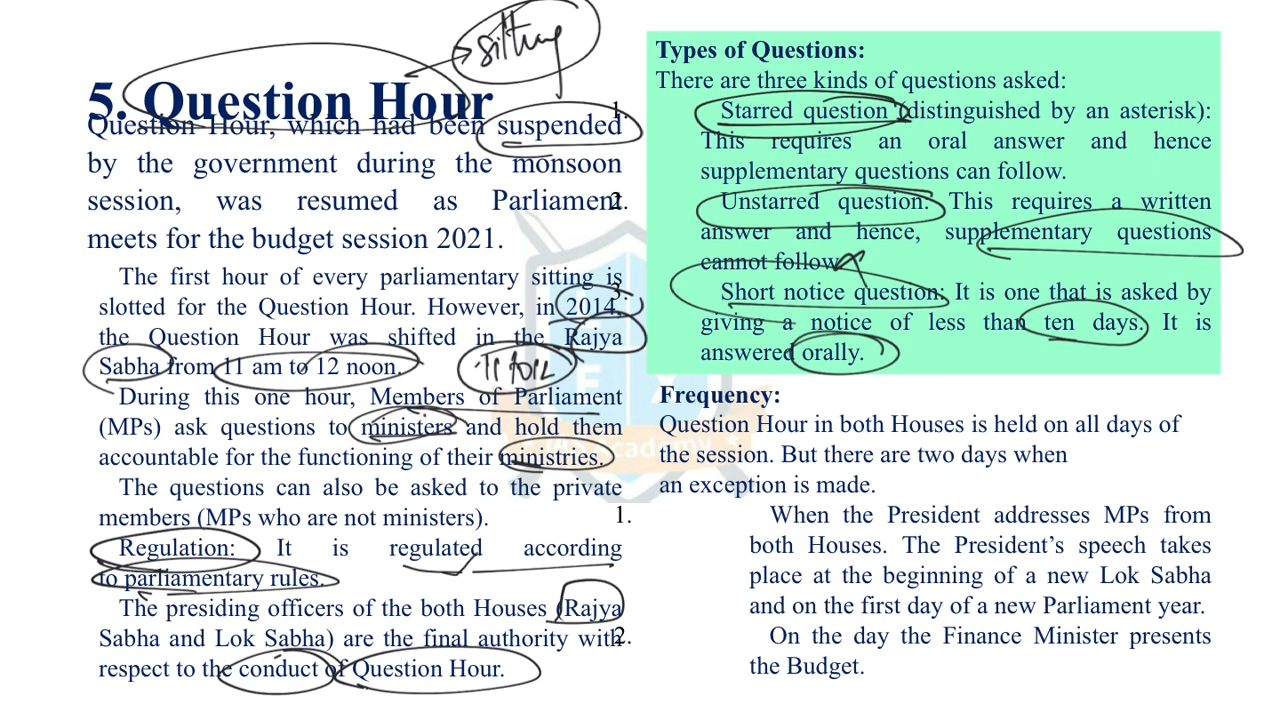 sitting
5. Question Hour
Question Hour, which had been suspended
by the government during the monsoon
session, was resumed as Parliament
meets for the budget session 2021.
The first hour of every parliamentary sitting is
slotted for the Question Hour. However, in 2014,
the Question Hour was shifted in the Rajya
Sabha from 11 am to 12 noon.
During this one hour, Members of Parliament
(MPs) ask questions to ministers and hold them
accountable for the functioning of their ministries.
The questions can also be asked to the private
members (MPs who are not ministers).
Regulation: It is regulated according
to parliamentary rules.
The presiding officers of the both Houses (Rajya
Sabha and Lok Sabha) are the final authority with
respect to the conduct of Question Hour.
Types of Questions:
There are three kinds of questions asked:
1. Starred question (distinguished by an asterisk):
This requires an oral answer and hence
supplementary questions can follow.
2. Unstarred question: This requires a written
answer and hence, supplementary questions
cannot follow.
3. Short notice question: It is one that is asked by
giving a notice of less than ten days. It is
answered orally.
Frequency:
Question Hour in both Houses is held on all days of
the session. But there are two days when
an exception is made.
1. When the President addresses MPs from
both Houses. The President’s speech takes
place at the beginning of a new Lok Sabha
and on the first day of a new Parliament year.
2. On the day the Finance Minister presents
the Budget.